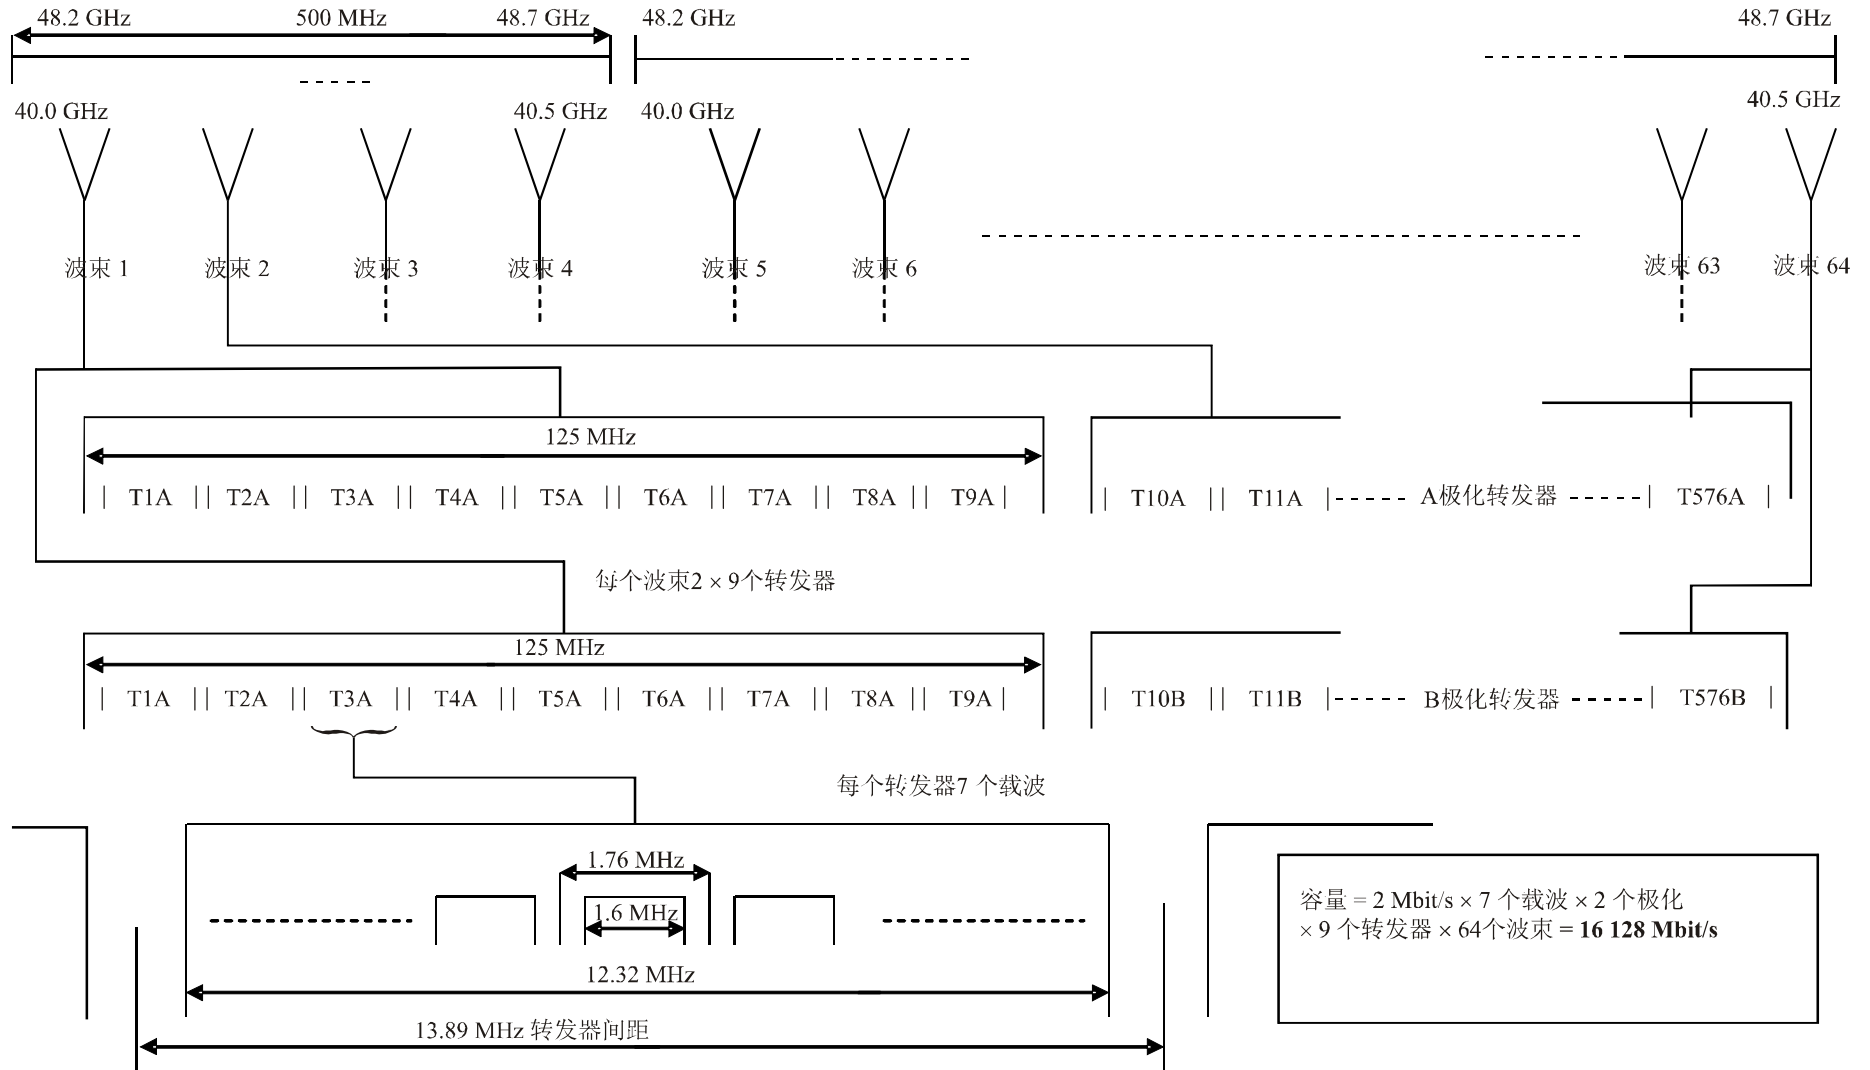 48.2 GHz 500 MHz 48.7 GHz 48.2 GHz 48.7 GHz
40.0 GHz 40.5 GHz 40.0 GHz 40.5 GHz
波束 1 波束 2 波束 3 波束 4 波束 5 波束 6 波束 63 波束 64
125 MHz
T1A T2A T3A T4A T5A T6A T7A T8A T9A T10A T11A A极化转发器 T576A
每个波束2 × 9个转发器
125 MHz
T1A T2A T3A T4A T5A T6A T7A T8A T9A T10B T11B B极化转发器 T576B
每个转发器7 个载波
1.76 MHz
1.6 MHz
12.32 MHz
13.89 MHz 转发器间距
容量 = 2 Mbit/s × 7 个载波 × 2 个极化
× 9 个转发器 × 64个波束 = 16 128 Mbit/s